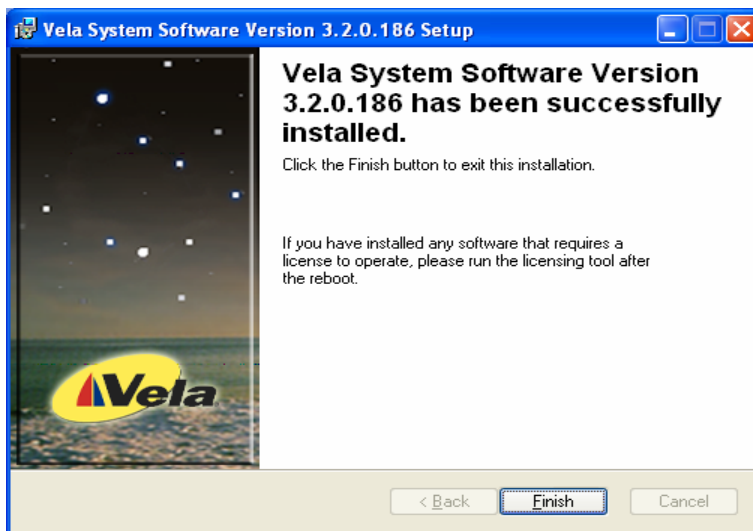 Vela System Software Version 3.2.0.186 Setup
Vela System Software Version
3.2.0.186 has been successfully
installed.
Click the Finish button to exit this installation.
If you have installed any software that requires a
license to operate, please run the licensing tool after
the reboot.
Vela
< Back
Finish
Cancel